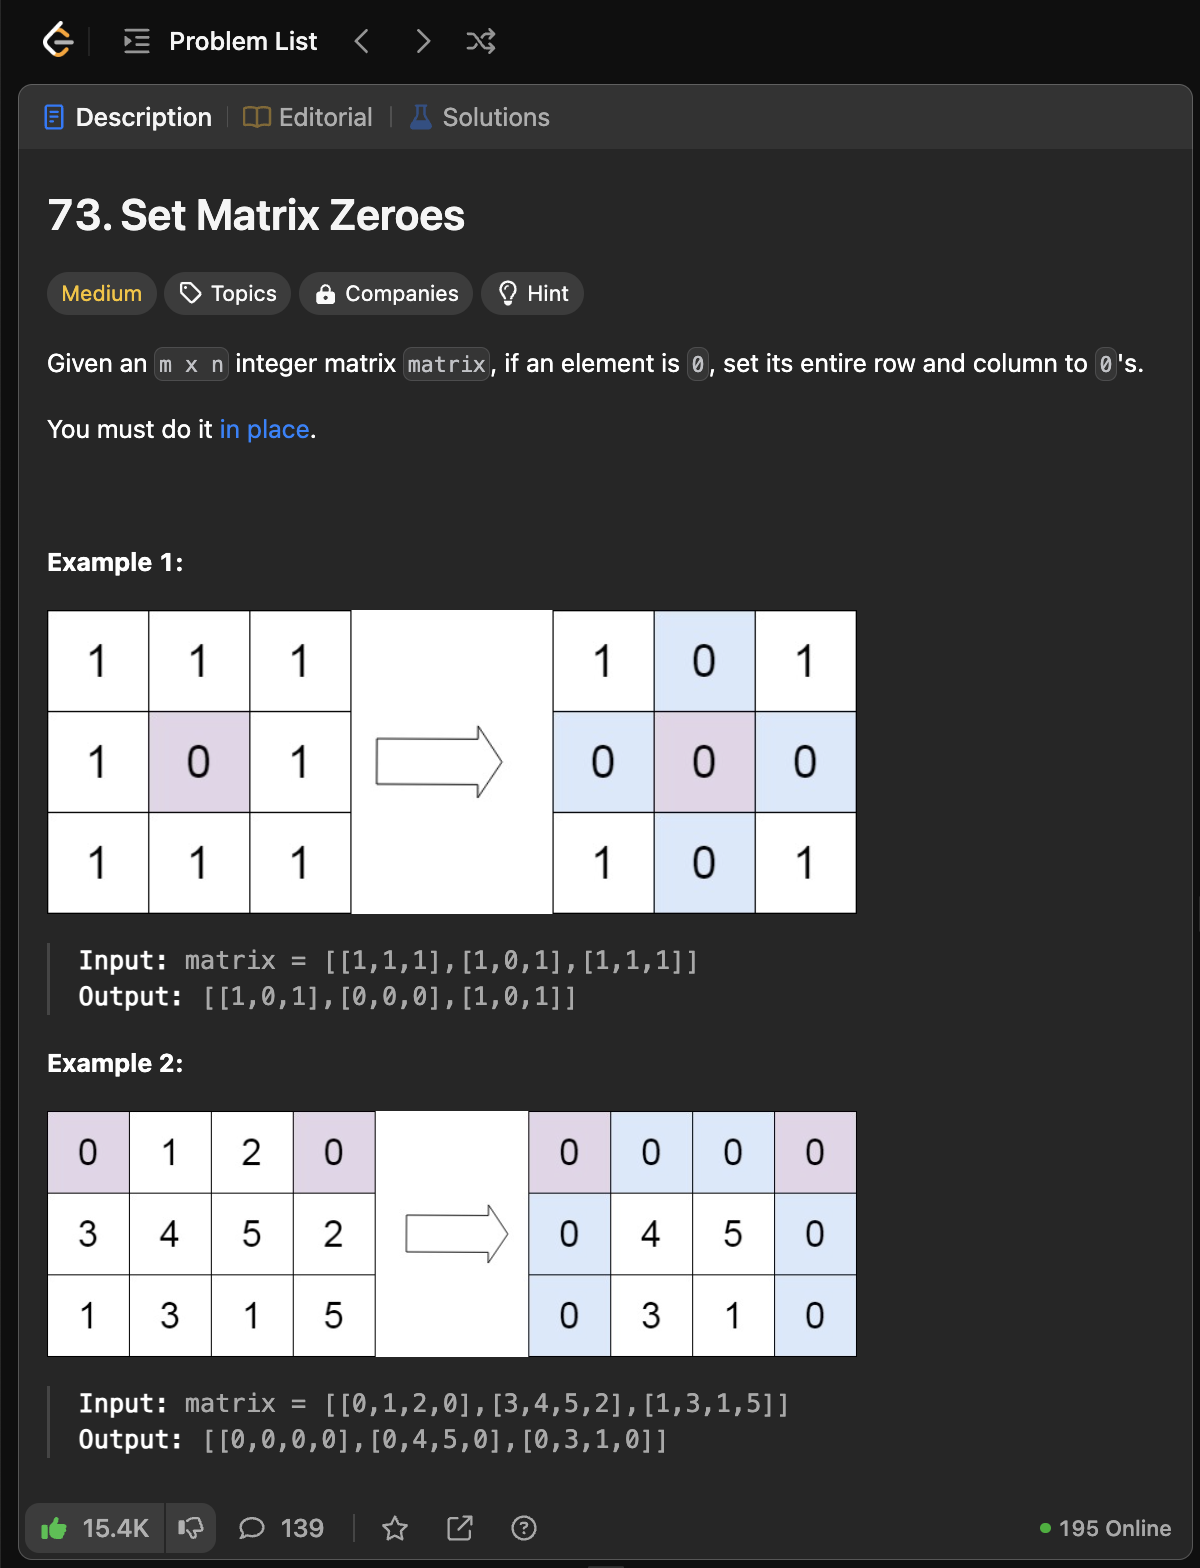 Problem List
Description Editorial Solutions
73. Set Matrix Zeroes
Medium Topics Companies Hint
Given an m x n integer matrix matrix, if an element is 0, set its entire row and column to 0's.
You must do it in place.
Example 1:
1 1 1 1 0 1
1 0 1 0 0 0
1 1 1 1 0 1
Input: matrix = [[1,1,1],[1,0,1],[1,1,1]]
Output: [[1,0,1],[0,0,0],[1,0,1]]
Example 2:
0 1 2 0 0 0 0 0
3 4 5 2 0 4 5 0
1 3 1 5 0 3 1 0
Input: matrix = [[0,1,2,0],[3,4,5,2],[1,3,1,5]]
Output: [[0,0,0,0],[0,4,5,0],[0,3,1,0]]
15.4K 139 195 Online